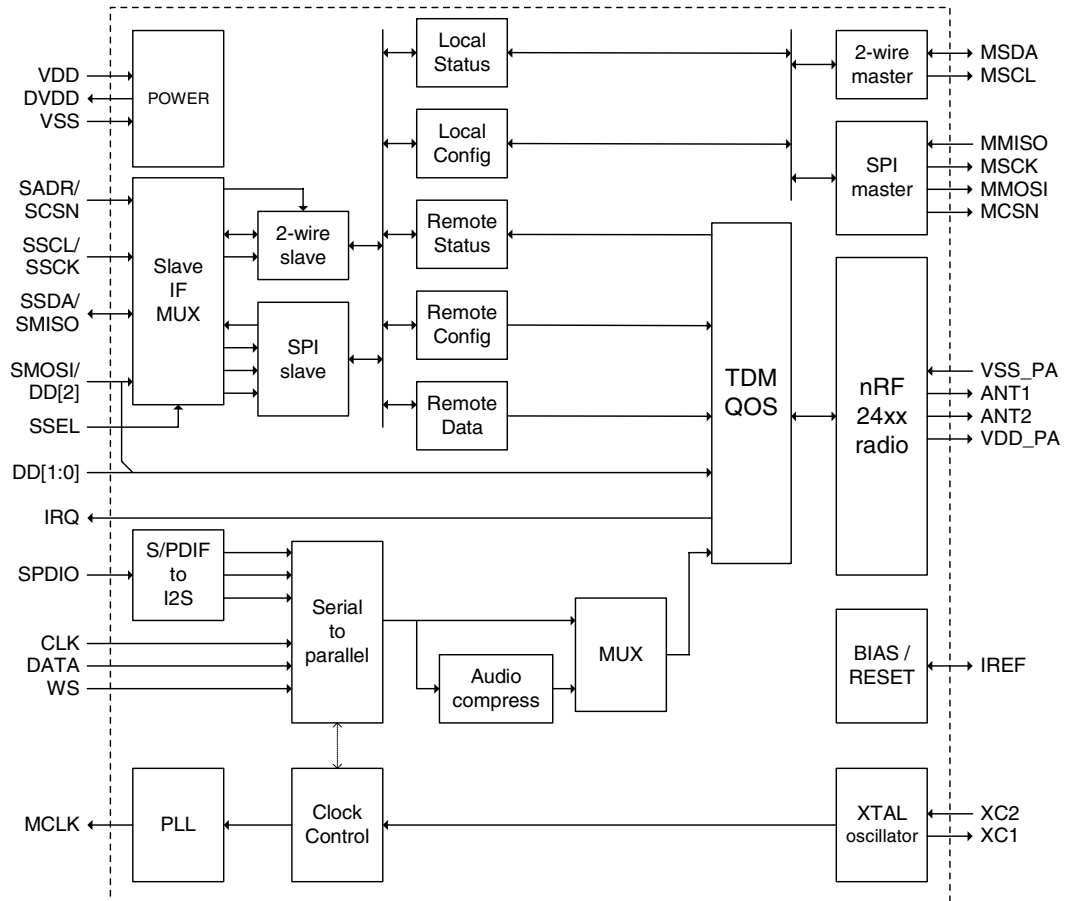 VDD
DVDD
VSS
POWER
SADR/
SCSN
SSCL/
SSCK
SSDA/
SMISO
SMOSI/
DD[2]
SSEL
DD[1:0]
IRQ
SPDIO
CLK
DATA
WS
MCLK
Slave
IF
MUX
2-wire
slave
SPI
slave
S/PDIF
to
I2S
Serial
to
parallel
PLL
Clock
Control
Local
Status
Local
Config
Remote
Status
Remote
Config
Remote
Data
Audio
compress
MUX
TDM
QOS
2-wire
master
SPI
master
nRF
24xx
radio
BIAS /
RESET
XTAL
oscillator
MSDA
MSCL
MMISO
MSCK
MMOSI
MCSN
VSS_PA
ANT1
ANT2
VDD_PA
IREF
XC2
XC1